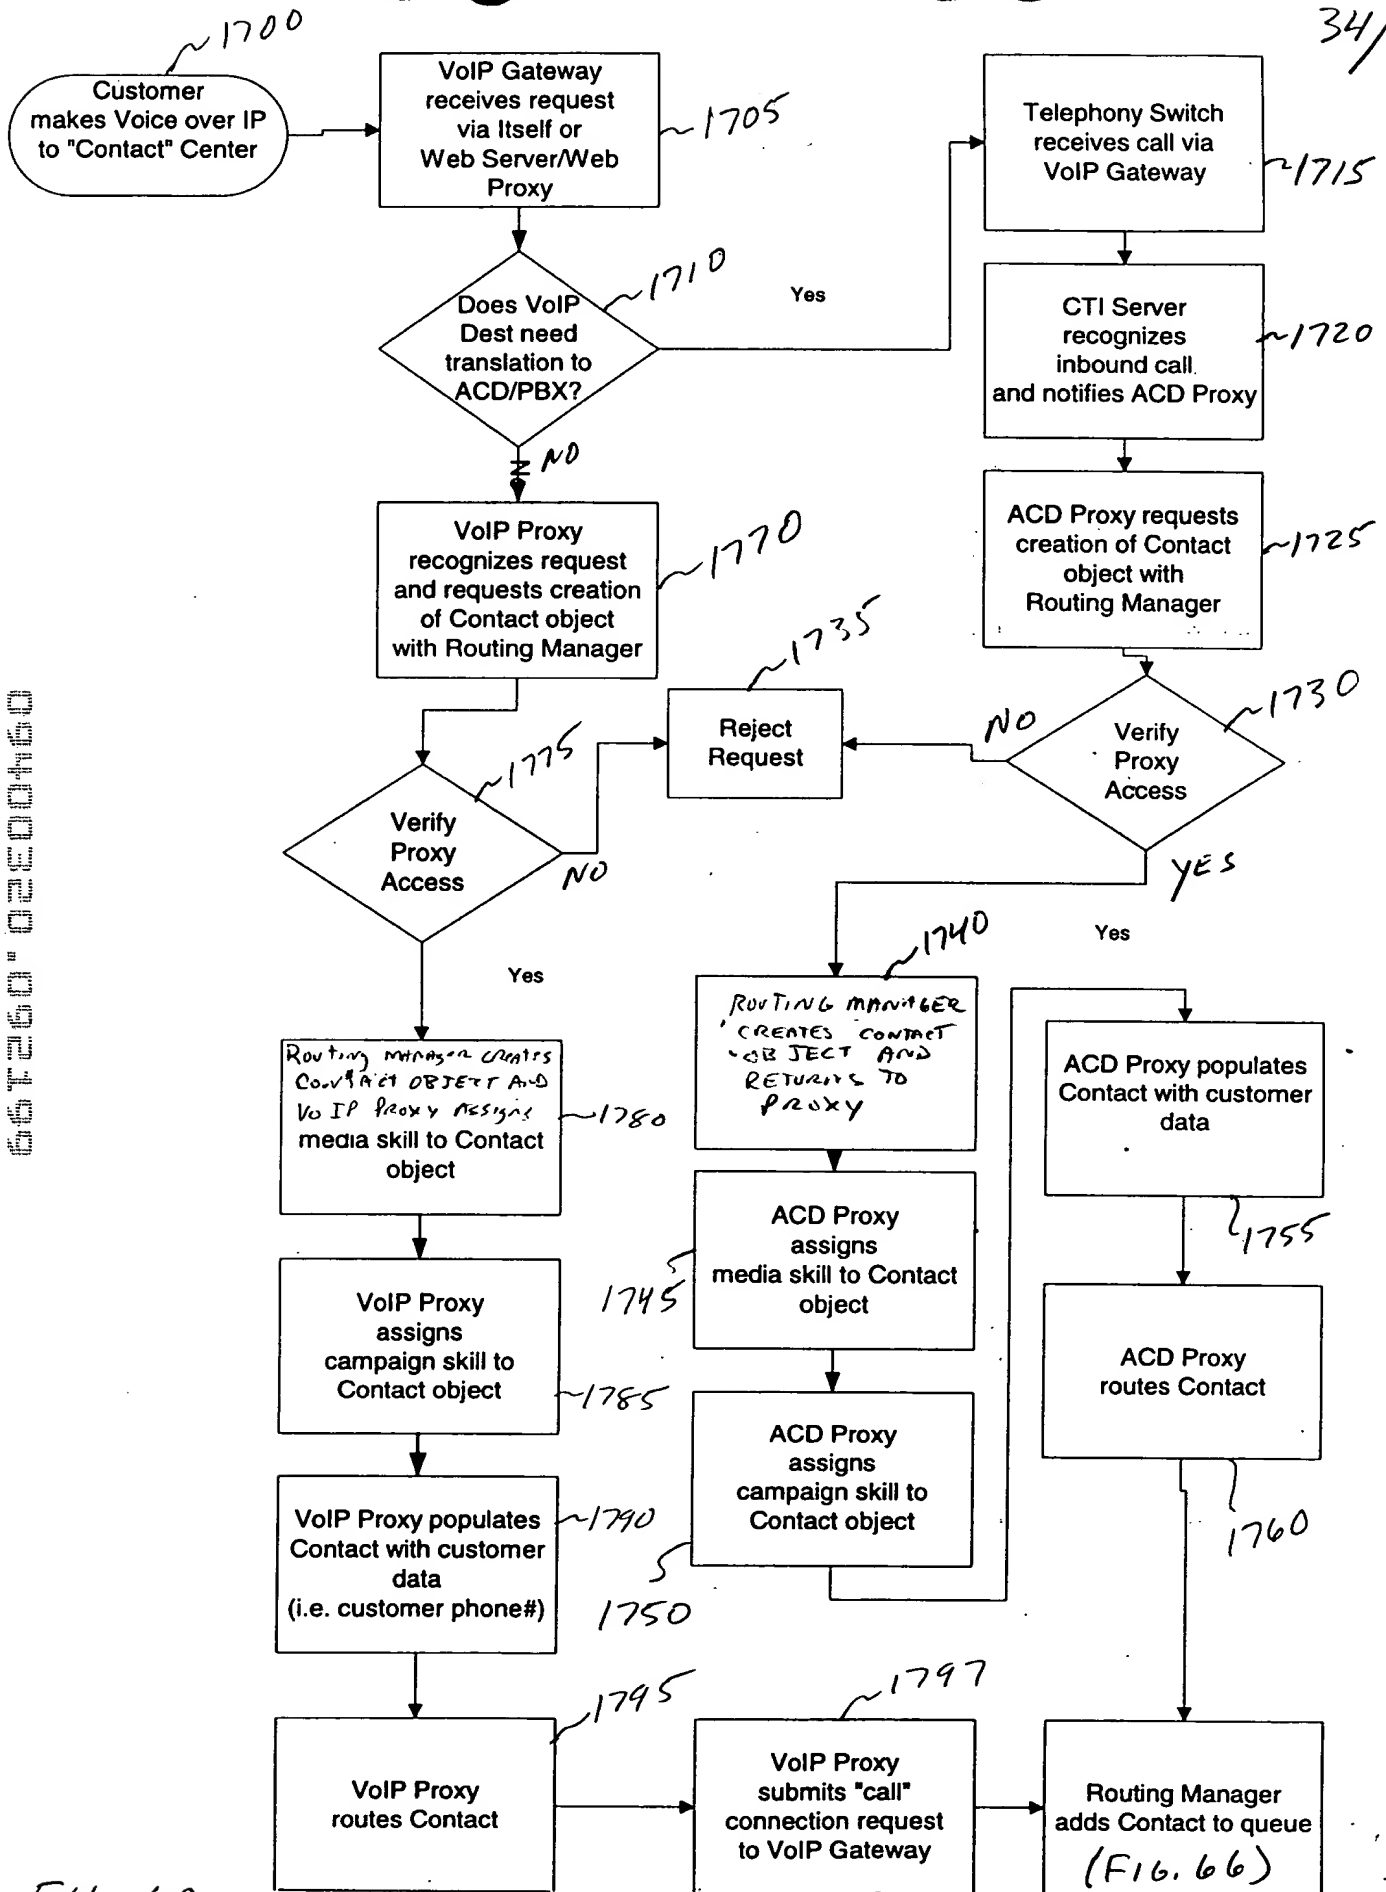 34/
1700
Customer
makes Voice over IP
to "Contact" Center
VoIP Gateway
receives request
via Itself or
Web Server/Web
Proxy
1705
Telephony Switch
receives call via
VoIP Gateway
1715
Does VoIP
Dest need
translation to
ACD/PBX?
1710
Yes
No
NO
CTI Server
recognizes
inbound call
and notifies ACD Proxy
1720
ACD Proxy requests
creation of Contact
object with
Routing Manager
1725
VoIP Proxy
recognizes request
and requests creation
of Contact object
with Routing Manager
1770
1735
Reject
Request
NO
Verify
Proxy
Access
1730
YES
Yes
Verify
Proxy
Access
1775
NO
Yes
1740
ROUTING MANAGER
CREATES CONTACT
OBJECT AND
RETURNS TO
PROXY
Routing MANAGER CREATES
CONTACT OBJECT AND
VoIP PROXY ASSIGNS
media skill to Contact
object
1780
ACD Proxy
assigns
media skill to Contact
object
1745
ACD Proxy populates
Contact with customer
data
1755
VoIP Proxy
assigns
campaign skill to
Contact object
1785
ACD Proxy
assigns
campaign skill to
Contact object
1750
ACD Proxy
routes Contact
1760
VoIP Proxy populates
Contact with customer
data
(i.e. customer phone#)
1790
VoIP Proxy
routes Contact
1795
VoIP Proxy
submits "call"
connection request
to VoIP Gateway
1797
Routing Manager
adds Contact to queue
(FIG. 66)